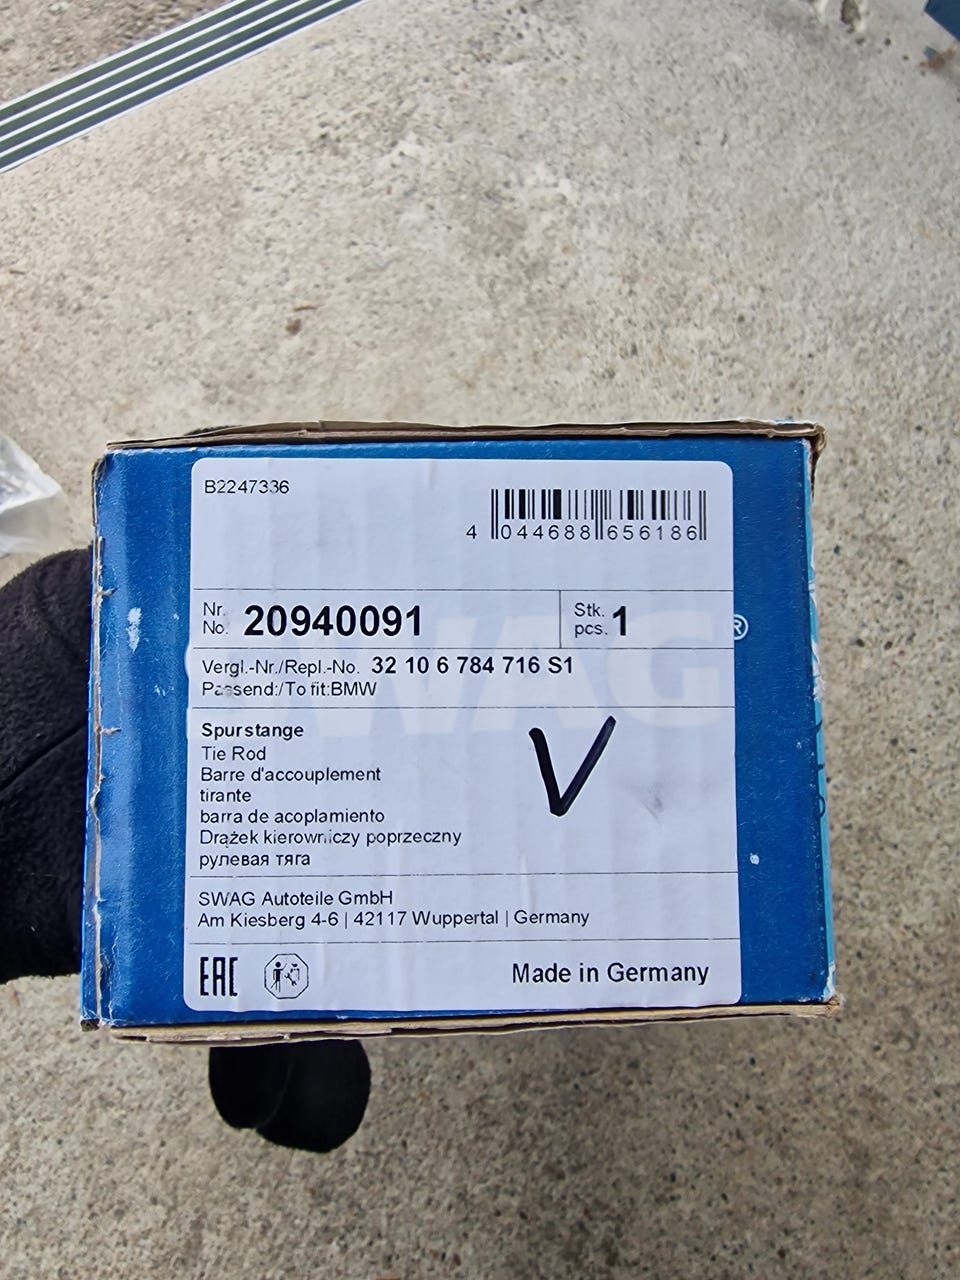 B2247336
4 044688 656186
Nr. No. 20940091 Stk. pcs. 1
Vergl.-Nr./Repl.-No. 32 10 6 784 716 S1
Passend:/To fit:BMW
SWAG ®
Spurstange
Tie Rod
Barre d'accouplement
tirante
barra de acoplamiento
Drążek kierowniczy poprzeczny
рулевая тяга
V
SWAG Autoteile GmbH
Am Kiesberg 4-6 | 42117 Wuppertal | Germany
EAC Made in Germany